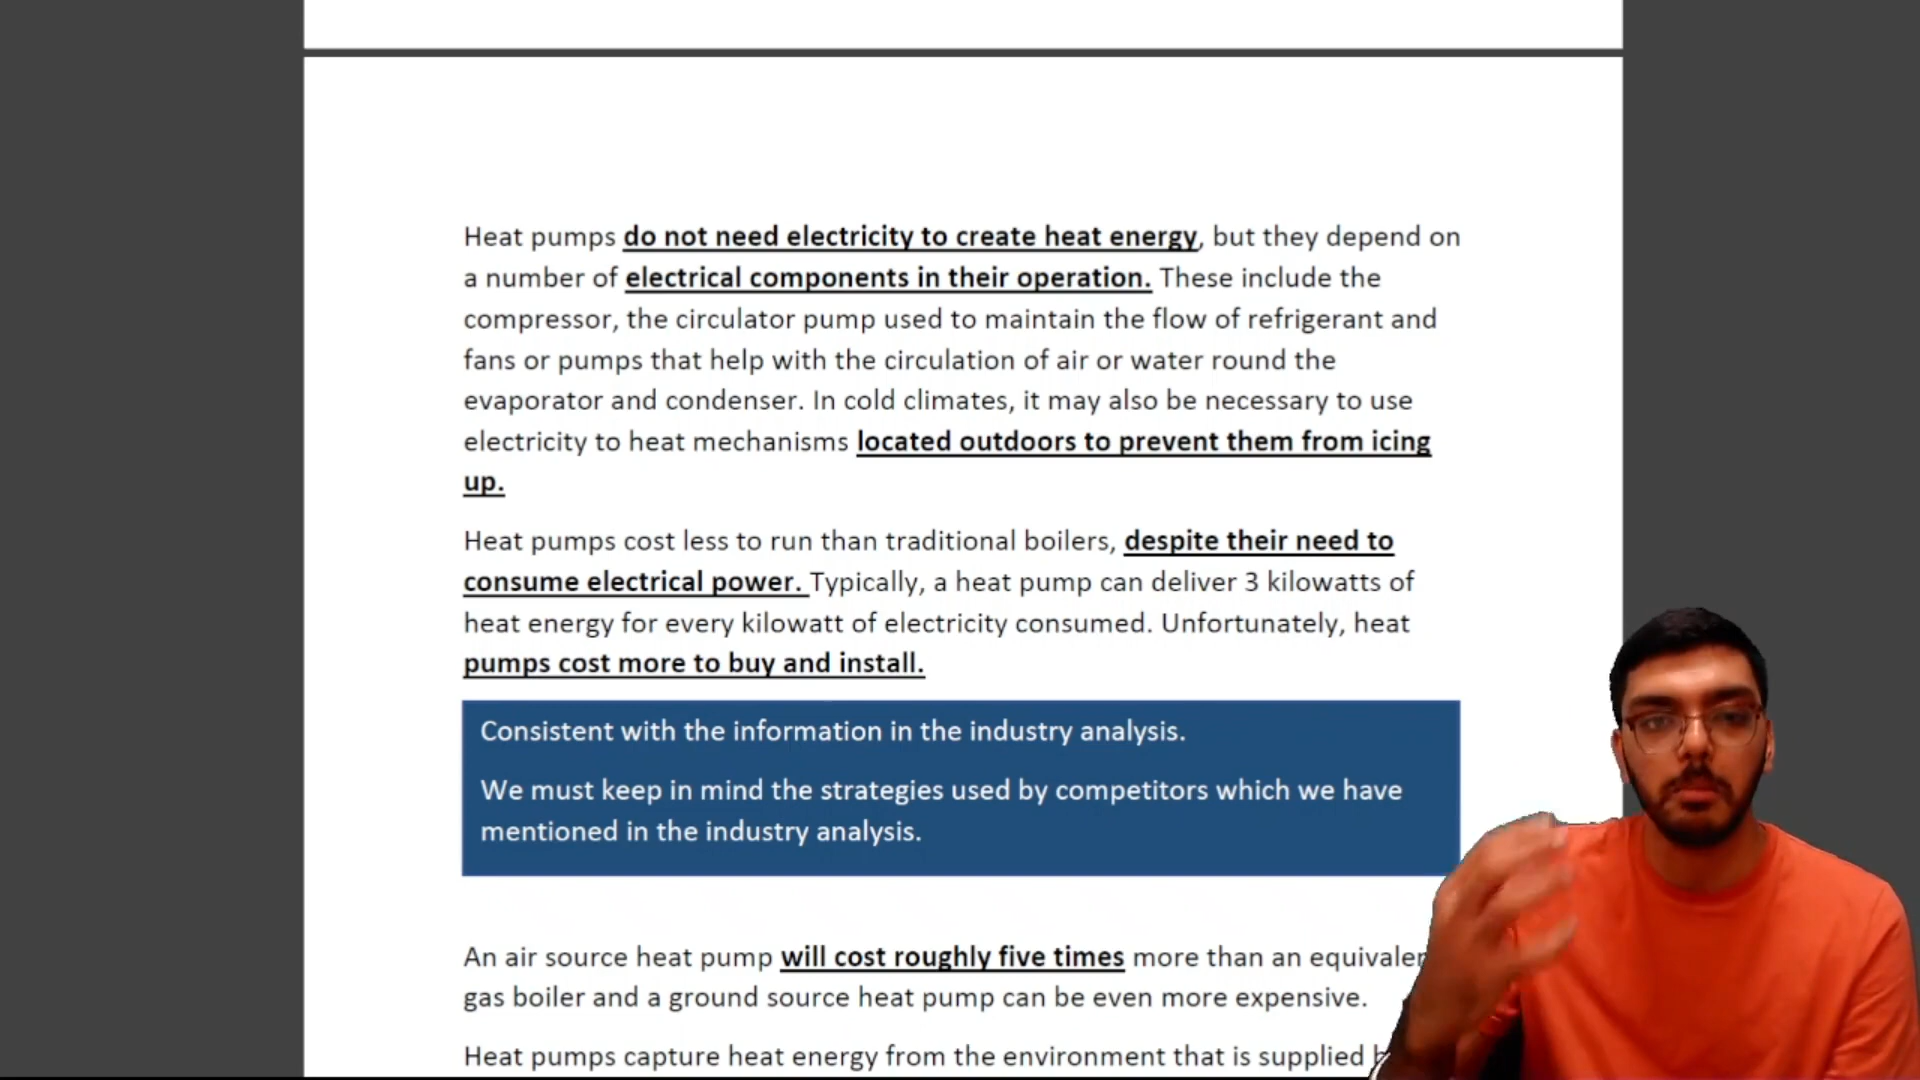 Heat pumps do not need electricity to create heat energy, but they depend on
a number of electrical components in their operation. These include the
compressor, the circulator pump used to maintain the flow of refrigerant and
fans or pumps that help with the circulation of air or water round the
evaporator and condenser. In cold climates, it may also be necessary to use
electricity to heat mechanisms located outdoors to prevent them from icing
up.
Heat pumps cost less to run than traditional boilers, despite their need to
consume electrical power. Typically, a heat pump can deliver 3 kilowatts of
heat energy for every kilowatt of electricity consumed. Unfortunately, heat
pumps cost more to buy and install.
Consistent with the information in the industry analysis.
We must keep in mind the strategies used by competitors which we have
mentioned in the industry analysis.
An air source heat pump will cost roughly five times more than an
gas boiler and a ground source heat pump can be even more expensive.
Heat pumps capture heat energy from the environment that is supplied